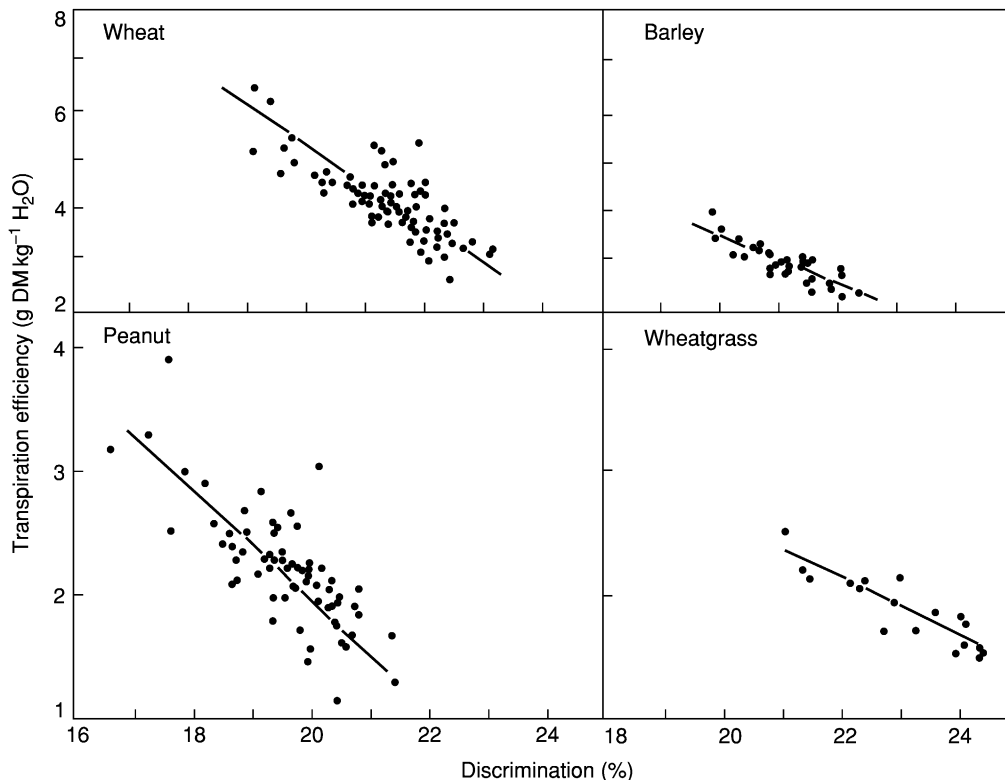 8
6
4
2
Wheat
Barley
4
3
2
1
Peanut
Wheatgrass
Transpiration efficiency (g DM kg⁻¹ H₂O)
16 18 20 22 24
18 20 22 24
Discrimination (%)